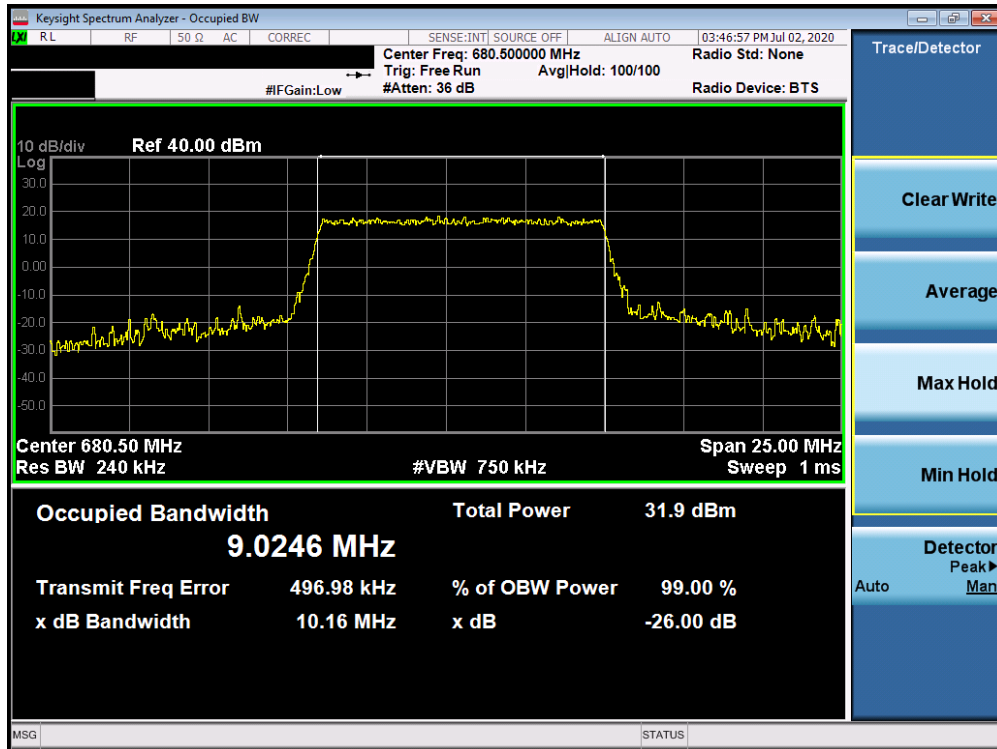 Keysight Spectrum Analyzer - Occupied BW
LXI RL RF 50 Ω AC CORREC SENSE:INT SOURCE OFF ALIGN AUTO 03:46:57 PM Jul 02, 2020
Center Freq: 680.500000 MHz Radio Std: None
Trig: Free Run Avg|Hold: 100/100
#IFGain:Low #Atten: 36 dB Radio Device: BTS
Trace/Detector
10 dB/div Ref 40.00 dBm
Log
30.0
20.0
10.0
0.00
-10.0
-20.0
-30.0
-40.0
-50.0
Center 680.50 MHz Span 25.00 MHz
Res BW 240 kHz #VBW 750 kHz Sweep 1 ms
Occupied Bandwidth Total Power 31.9 dBm
9.0246 MHz
Transmit Freq Error 496.98 kHz % of OBW Power 99.00 %
x dB Bandwidth 10.16 MHz x dB -26.00 dB
Clear Write
Average
Max Hold
Min Hold
Detector
Peak▶
Auto Man
MSG STATUS